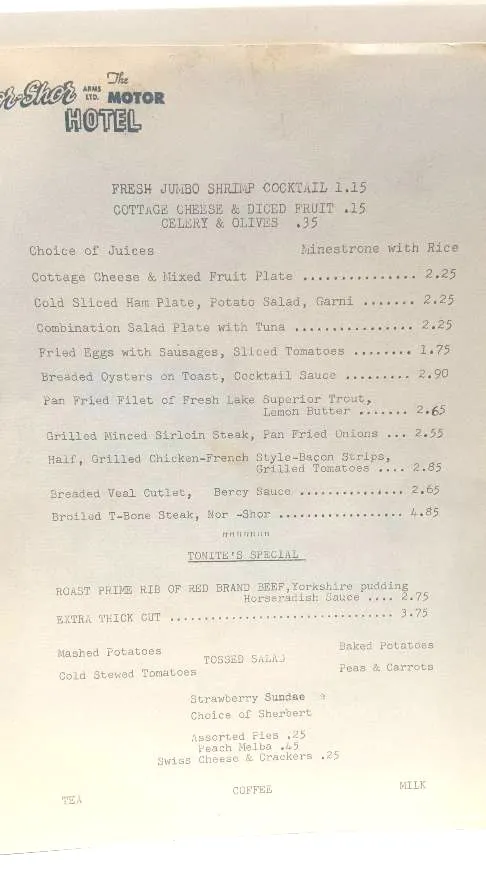 or-Shor ARMS LTD. The MOTOR HOTEL
FRESH JUMBO SHRIMP COCKTAIL 1.15
COTTAGE CHEESE & DICED FRUIT .15
CELERY & OLIVES .35
Choice of Juices Minestrone with Rice
Cottage Cheese & Mixed Fruit Plate ............... 2.25
Cold Sliced Ham Plate, Potato Salad, Garni ....... 2.25
Combination Salad Plate with Tuna ................ 2.25
Fried Eggs with Sausages, Sliced Tomatoes ........ 1.75
Breaded Oysters on Toast, Cocktail Sauce ......... 2.90
Pan Fried Filet of Fresh Lake Superior Trout,
Lemon Butter ....... 2.65
Grilled Minced Sirloin Steak, Pan Fried Onions ... 2.55
Half, Grilled Chicken-French Style-Bacon Strips,
Grilled Tomatoes .... 2.85
Breaded Veal Cutlet, Bercy Sauce ............... 2.65
Broiled T-Bone Steak, Nor -Shor .................. 4.85
"""""""
TONITE'S SPECIAL
ROAST PRIME RIB OF RED BRAND BEEF,Yorkshire pudding
Horseradish Sauce .... 2.75
EXTRA THICK CUT ................................. 3.75
Mashed Potatoes Baked Potatoes
TOSSED SALAD
Cold Stewed Tomatoes Peas & Carrots
Strawberry Sundae
Choice of Sherbert
Assorted Pies .25
Peach Melba .45
Swiss Cheese & Crackers .25
TEA COFFEE MILK